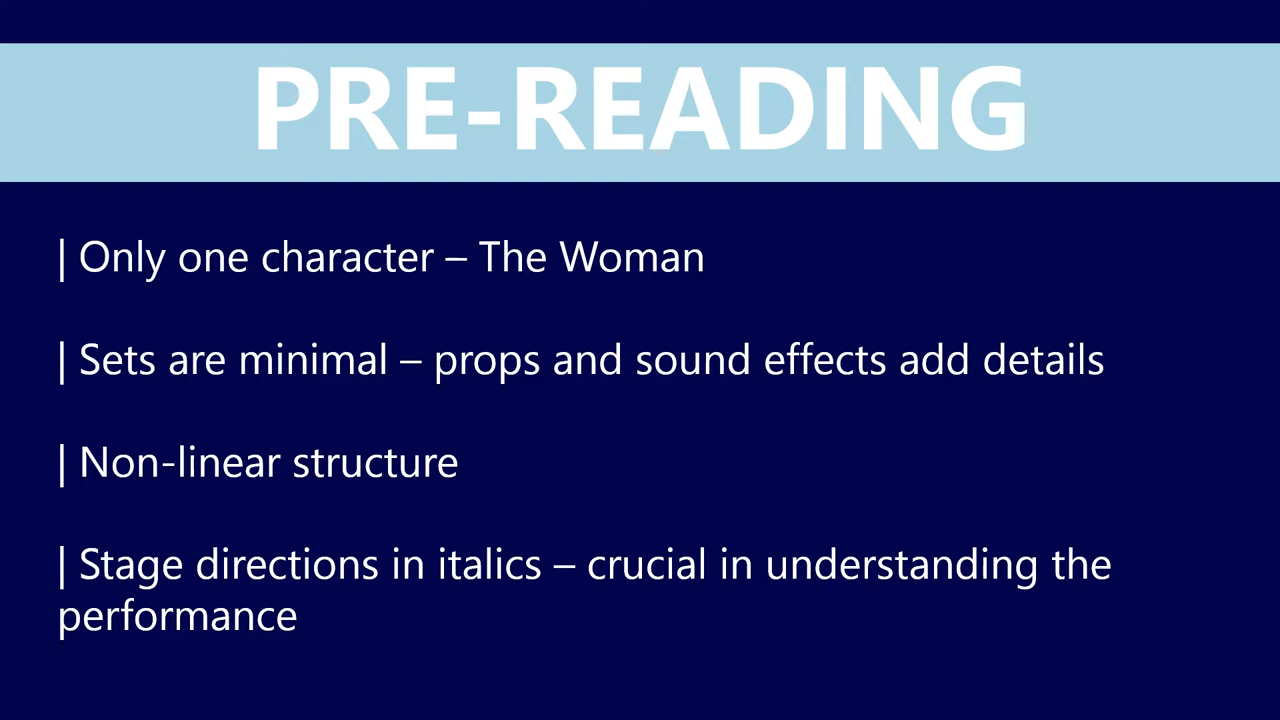 PRE-READING
| Only one character – The Woman
| Sets are minimal – props and sound effects add details
| Non-linear structure
| Stage directions in italics – crucial in understanding the
performance